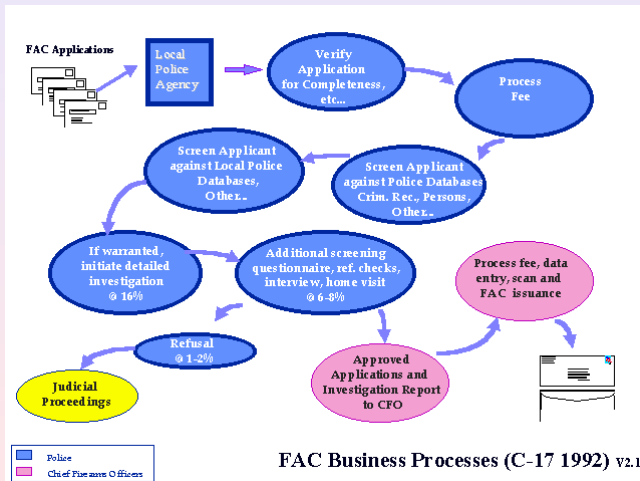 FAC Applications
Local
Police
Agency
Verify
Application
for Completeness,
etc...
Process
Fee
Screen Applicant
against Police Databases
Crim. Rec., Persons,
Other...
Screen Applicant
against Local Police
Databases,
Other...
If warranted,
initiate detailed
investigation
@ 16%
Additional screening
questionnaire, ref. checks,
interview, home visit
@ 6-8%
Refusal
@ 1-2%
Judicial
Proceedings
Approved
Applications and
Investigation Report
to CFO
Process fee, data
entry, scan and
FAC issuance
Police
Chief Firearms Officers
FAC Business Processes (C-17 1992) V2.1